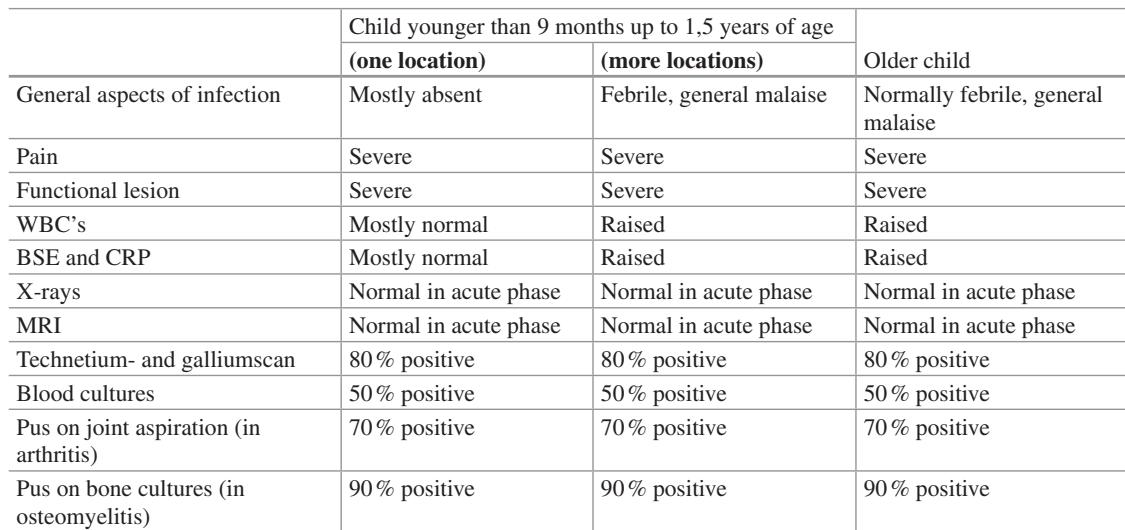 Child younger than 9 months up to 1,5 years of age
(one location) (more locations) Older child
General aspects of infection Mostly absent Febrile, general malaise Normally febrile, general
malaise
Pain Severe Severe Severe
Functional lesion Severe Severe Severe
WBC's Mostly normal Raised Raised
BSE and CRP Mostly normal Raised Raised
X-rays Normal in acute phase Normal in acute phase Normal in acute phase
MRI Normal in acute phase Normal in acute phase Normal in acute phase
Technetium- and galliumscan 80 % positive 80 % positive 80 % positive
Blood cultures 50 % positive 50 % positive 50 % positive
Pus on joint aspiration (in 70 % positive 70 % positive 70 % positive
arthritis)
Pus on bone cultures (in 90 % positive 90 % positive 90 % positive
osteomyelitis)